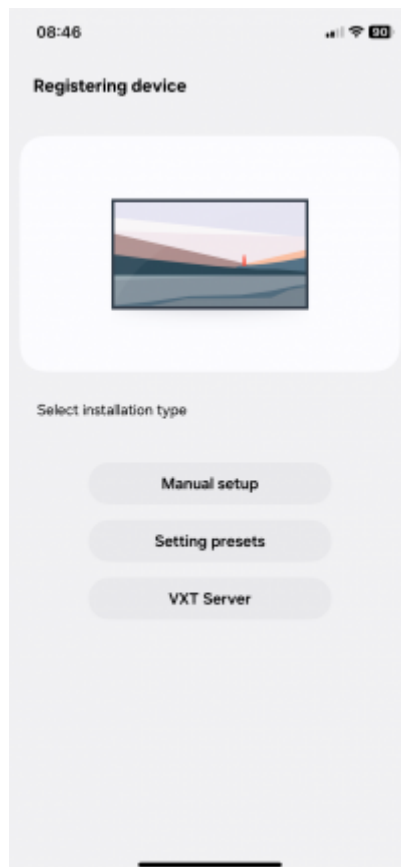 08:46
90
Registering device
Select installation type
Manual setup
Setting presets
VXT Server